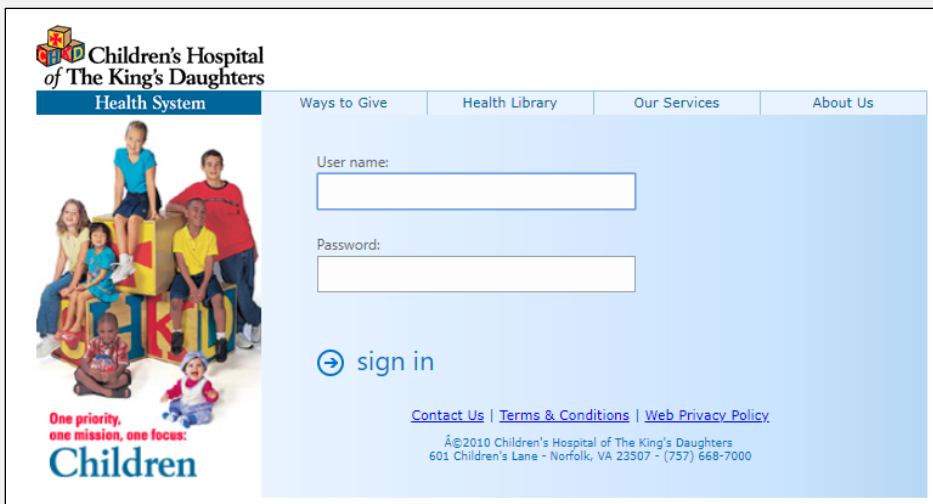 CHKD
Children's Hospital
of The King's Daughters
Health System
Ways to Give
Health Library
Our Services
About Us
User name:
Password:
sign in
CHKD
One priority,
one mission, one focus:
Children
Contact Us | Terms & Conditions | Web Privacy Policy
Â©2010 Children's Hospital of The King's Daughters
601 Children's Lane - Norfolk, VA 23507 - (757) 668-7000